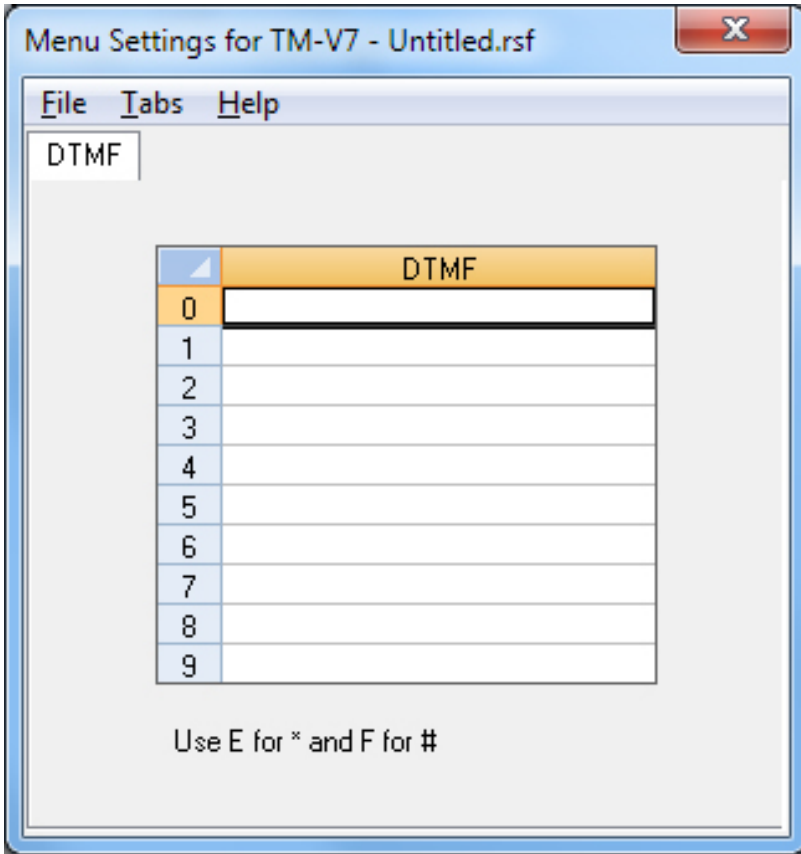 Menu Settings for TM-V7 - Untitled.rsf
File Tabs Help
DTMF
DTMF
0
1
2
3
4
5
6
7
8
9
Use E for * and F for #